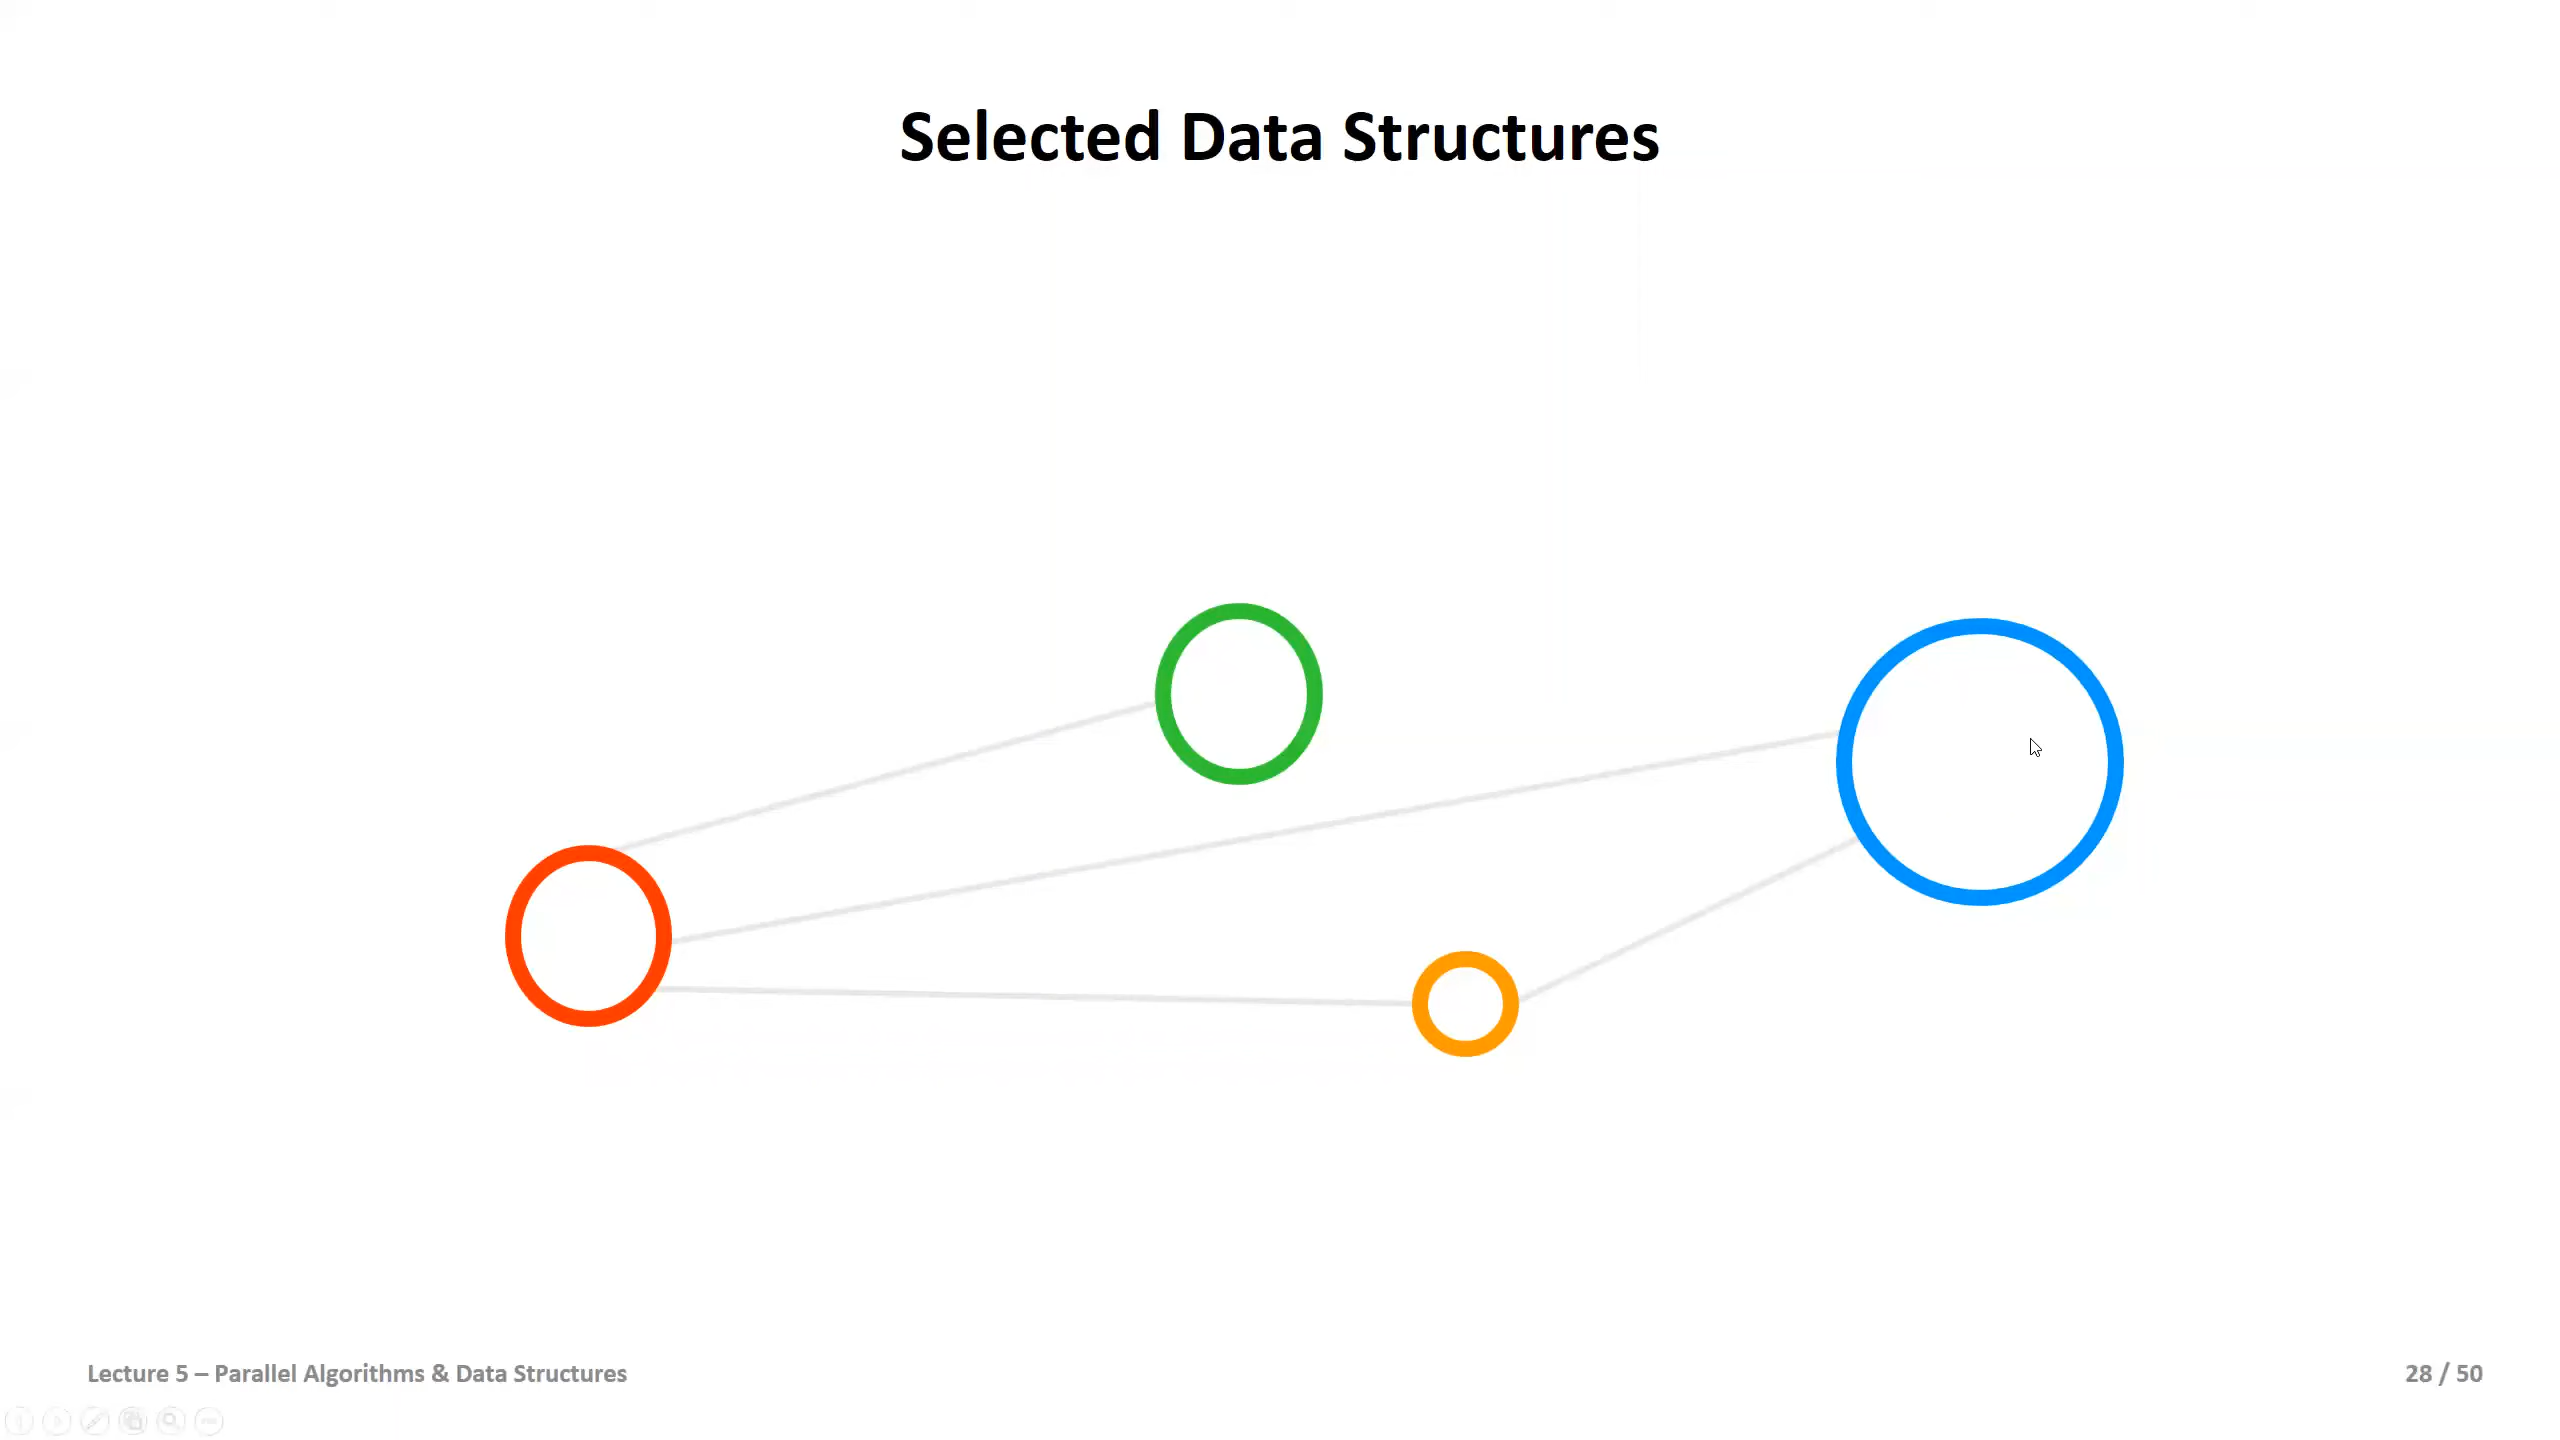 Selected Data Structures
Lecture 5 – Parallel Algorithms & Data Structures
28 / 50